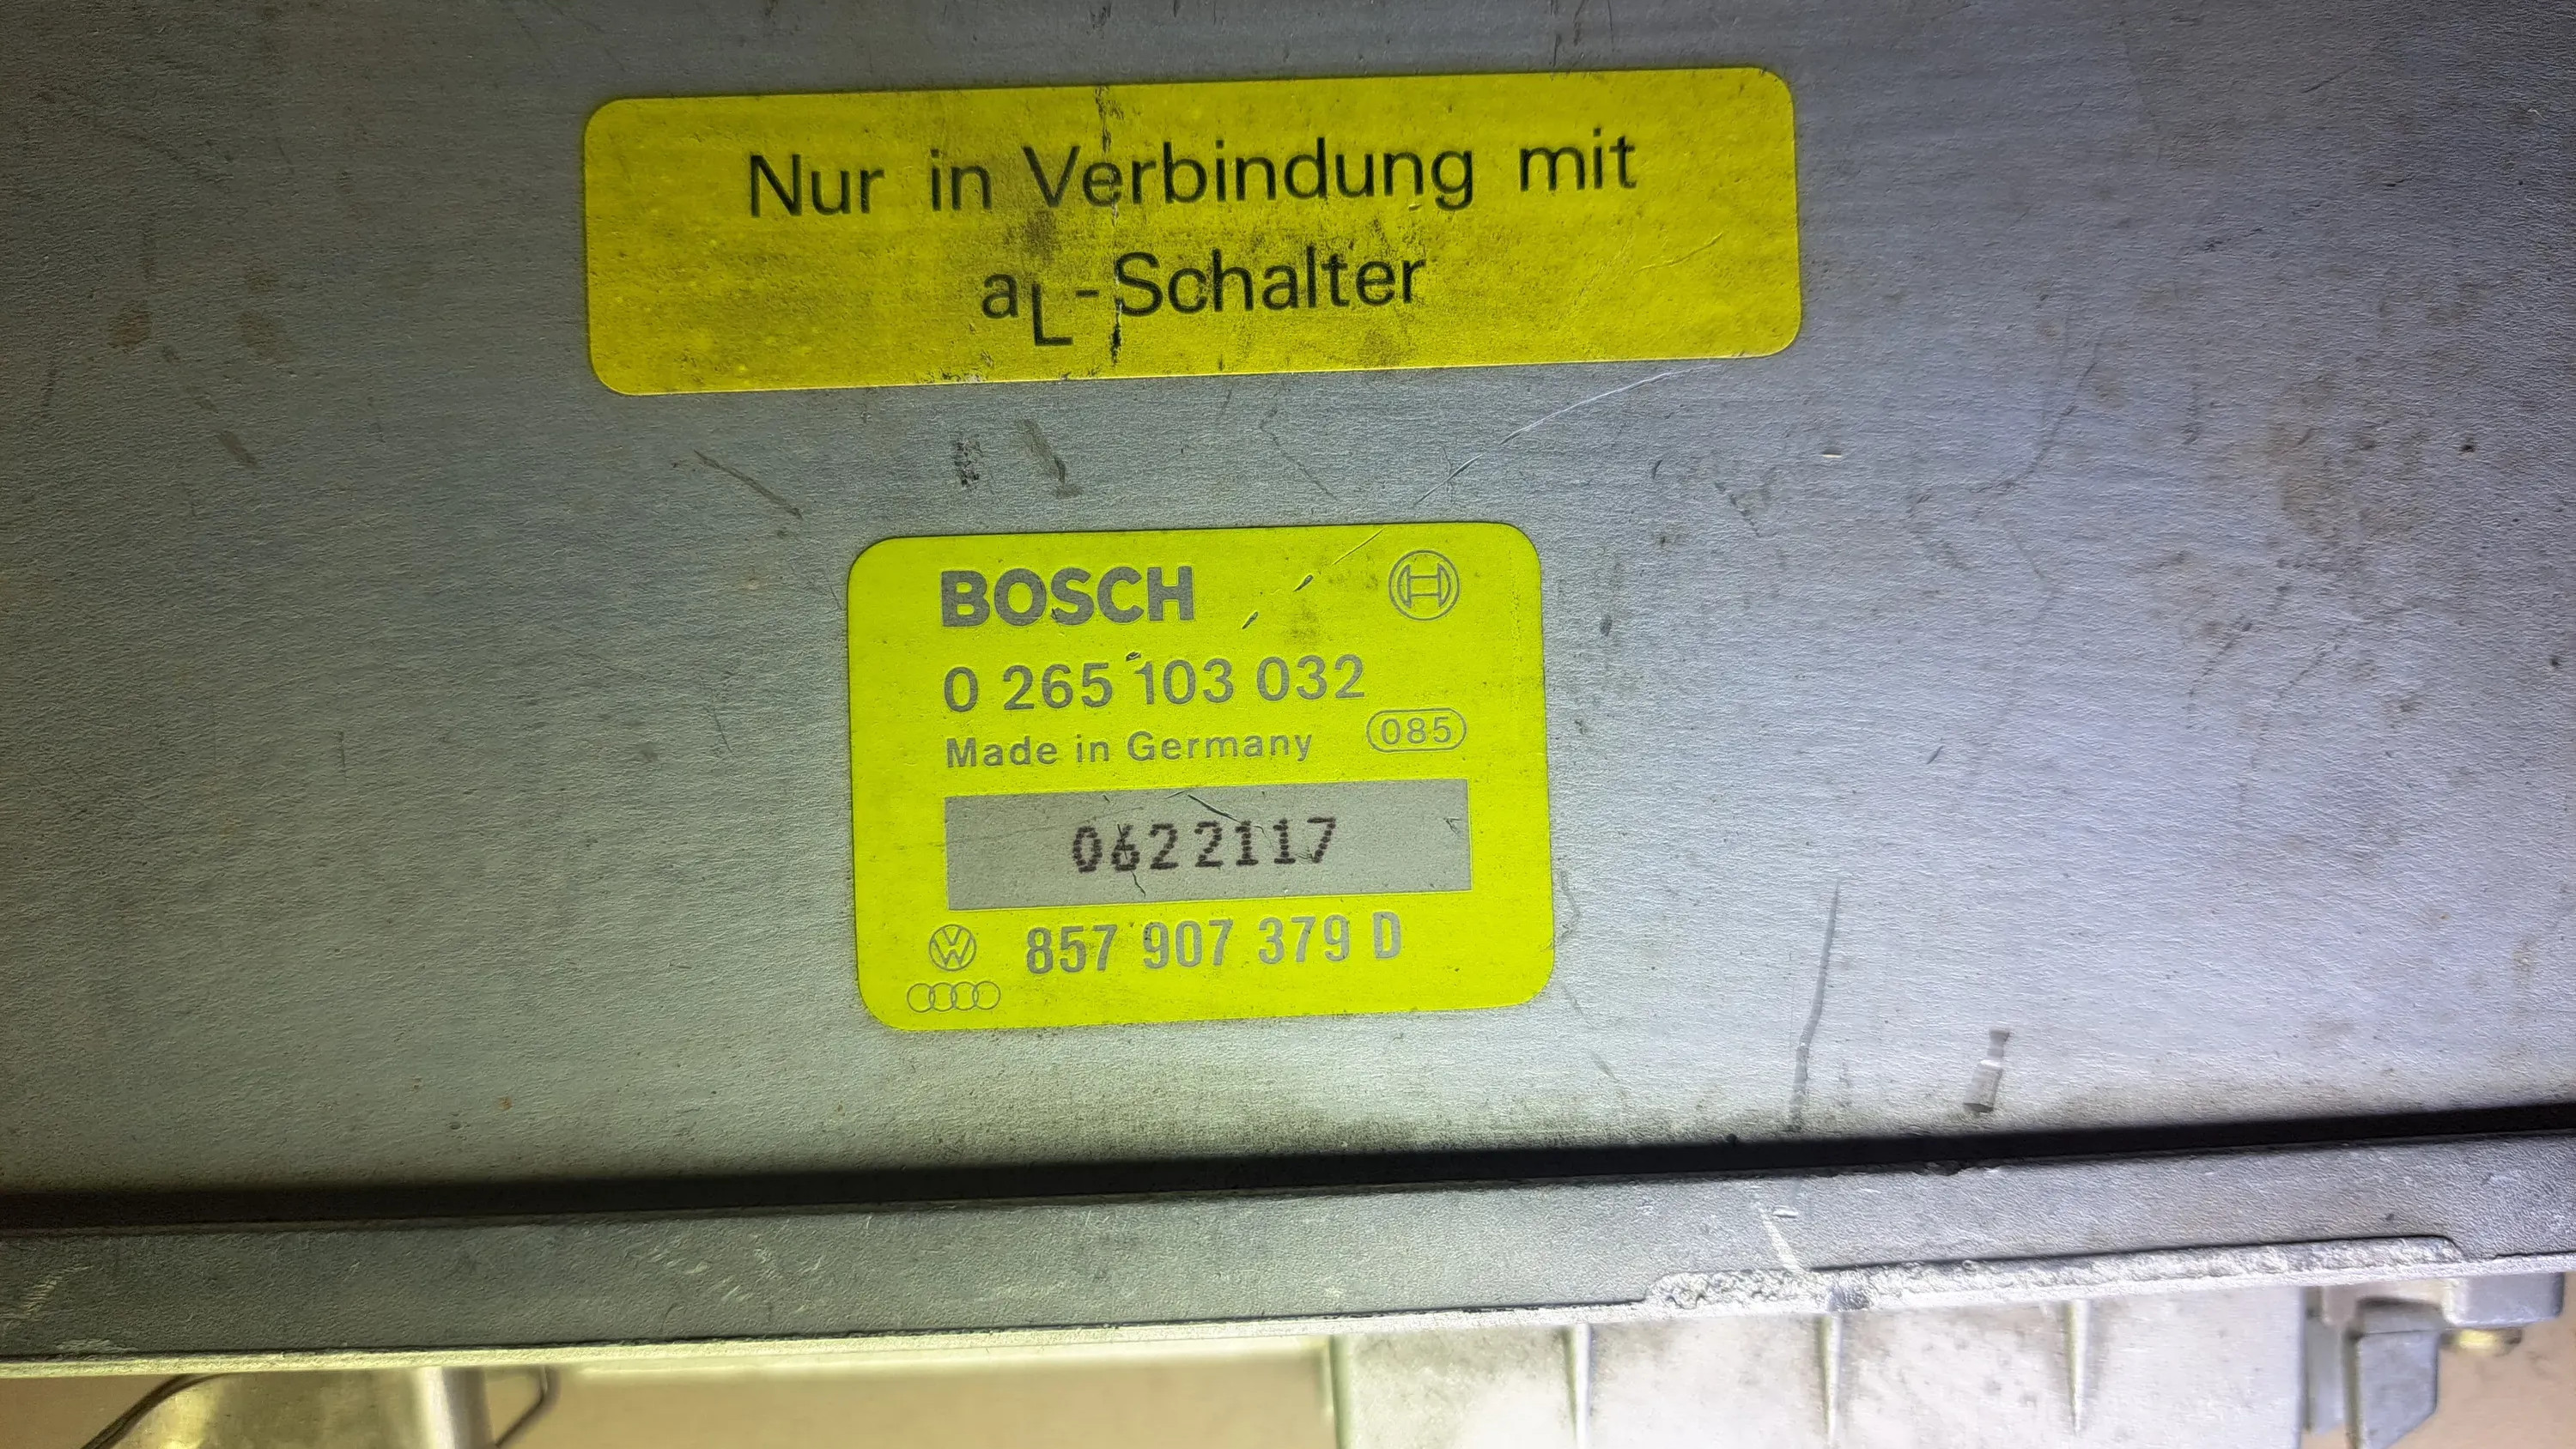 Nur in Verbindung mit
aL-Schalter
BOSCH
0 265 103 032
Made in Germany 085
0622117
857 907 379 D